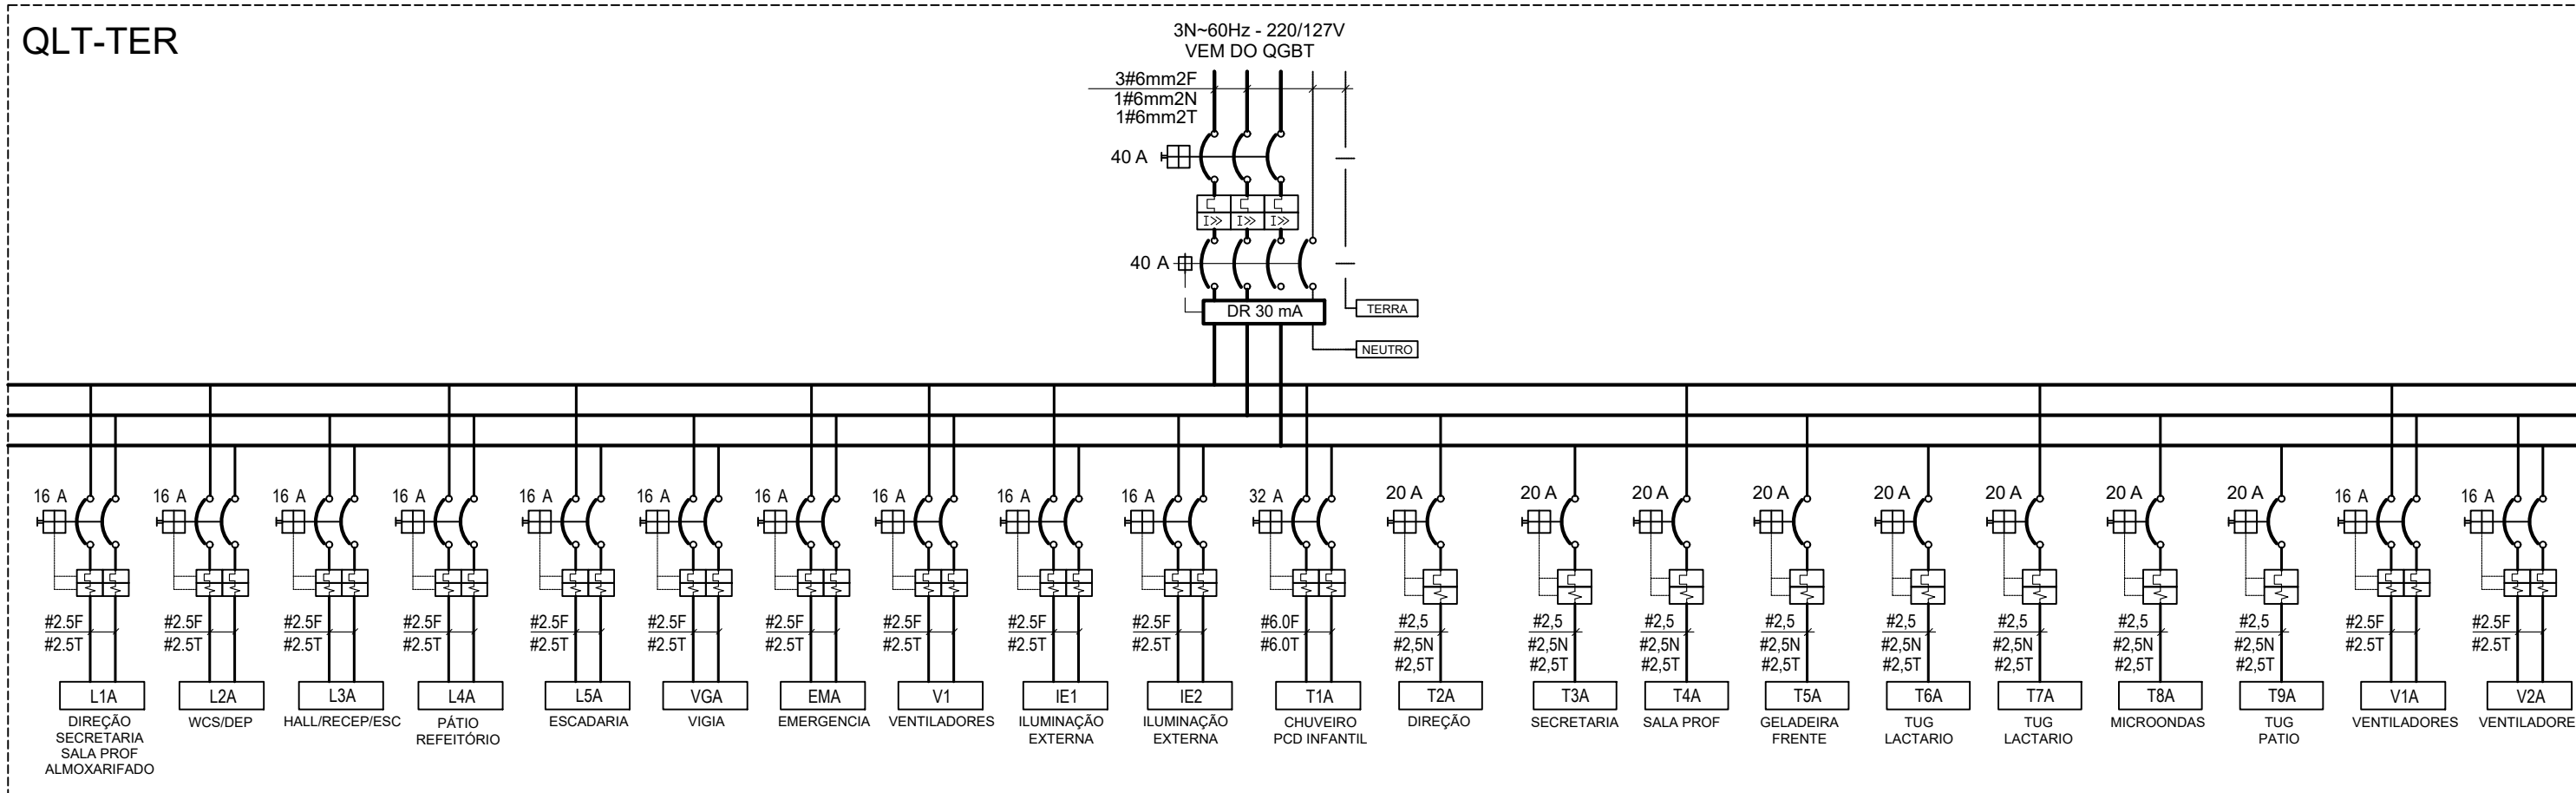 QLT-TER
3N~60Hz - 220/127V
VEM DO QGBT
3#6mm2F
1#6mm2N
1#6mm2T
40 A
I>> I>> I>>
40 A
DR 30 mA
TERRA
NEUTRO
16 A 16 A 16 A 16 A 16 A 16 A 16 A 16 A 16 A 16 A 32 A 20 A 20 A 20 A 20 A 20 A 20 A 20 A 20 A 16 A 16 A
#2.5F #2.5F #2.5F #2.5F #2.5F #2.5F #2.5F #2.5F #2.5F #2.5F #6.0F #2,5 #2,5 #2,5 #2,5 #2,5 #2,5 #2,5 #2,5 #2.5F #2.5F
#2.5T #2.5T #2.5T #2.5T #2.5T #2.5T #2.5T #2.5T #2.5T #2.5T #6.0T #2,5N #2,5N #2,5N #2,5N #2,5N #2,5N #2,5N #2,5N #2.5T #2.5T
#2,5T #2,5T #2,5T #2,5T #2,5T #2,5T #2,5T #2,5T
L1A L2A L3A L4A L5A VGA EMA V1 IE1 IE2 T1A T2A T3A T4A T5A T6A T7A T8A T9A V1A V2A
DIREÇÃO
SECRETARIA
SALA PROF
ALMOXARIFADO
WCS/DEP
HALL/RECEP/ESC
PÁTIO
REFEITÓRIO
ESCADARIA
VIGIA
EMERGENCIA
VENTILADORES
ILUMINAÇÃO
EXTERNA
ILUMINAÇÃO
EXTERNA
CHUVEIRO
PCD INFANTIL
DIREÇÃO
SECRETARIA
SALA PROF
GELADEIRA
FRENTE
TUG
LACTARIO
TUG
LACTARIO
MICROONDAS
TUG
PATIO
VENTILADORES
VENTILADORE